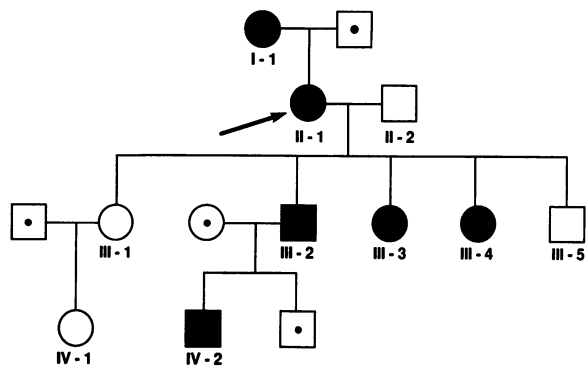 I - 1
II - 1
II - 2
III - 1
III - 2
III - 3
III - 4
III - 5
IV - 1
IV - 2